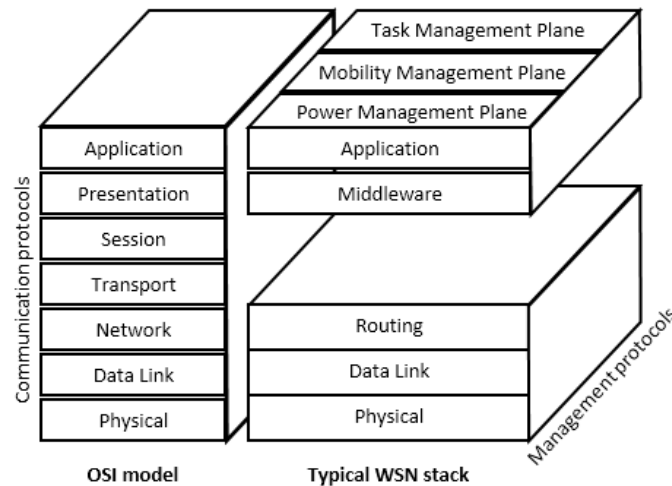 Task Management Plane
Mobility Management Plane
Power Management Plane
Communication protocols
Application
Presentation
Session
Transport
Network
Data Link
Physical
OSI model
Application
Middleware
Routing
Data Link
Physical
Typical WSN stack
Management protocols